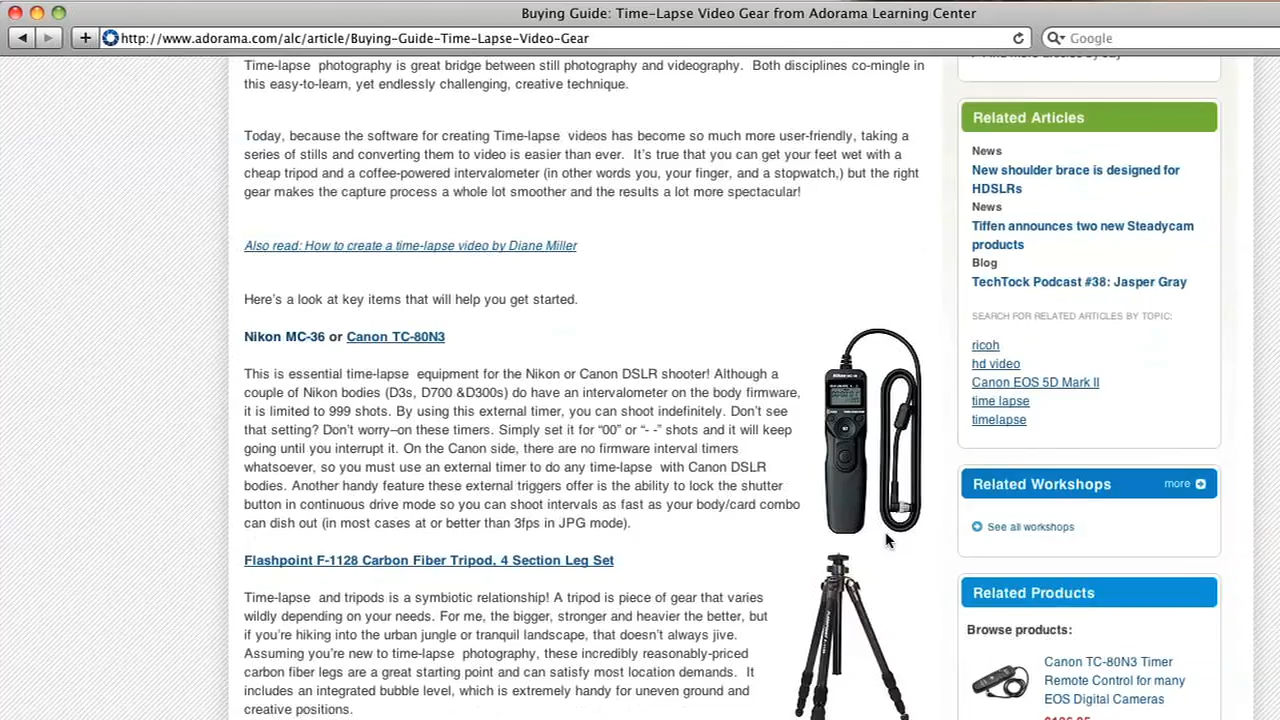 Buying Guide: Time-Lapse Video Gear from Adorama Learning Center
http://www.adorama.com/alc/article/Buying-Guide-Time-Lapse-Video-Gear
Google
Time-lapse photography is great bridge between still photography and videography. Both disciplines co-mingle in
this easy-to-learn, yet endlessly challenging, creative technique.
Today, because the software for creating Time-lapse videos has become so much more user-friendly, taking a
series of stills and converting them to video is easier than ever. It's true that you can get your feet wet with a
cheap tripod and a coffee-powered intervalometer (in other words you, your finger, and a stopwatch,) but the right
gear makes the capture process a whole lot smoother and the results a lot more spectacular!
Also read: How to create a time-lapse video by Diane Miller
Here's a look at key items that will help you get started.
Nikon MC-36 or Canon TC-80N3
This is essential time-lapse equipment for the Nikon or Canon DSLR shooter! Although a
couple of Nikon bodies (D3s, D700 &D300s) do have an intervalometer on the body firmware,
it is limited to 999 shots. By using this external timer, you can shoot indefinitely. Don't see
that setting? Don't worry–on these timers. Simply set it for “00” or “- -” shots and it will keep
going until you interrupt it. On the Canon side, there are no firmware interval timers
whatsoever, so you must use an external timer to do any time-lapse with Canon DSLR
bodies. Another handy feature these external triggers offer is the ability to lock the shutter
button in continuous drive mode so you can shoot intervals as fast as your body/card combo
can dish out (in most cases at or better than 3fps in JPG mode).
Flashpoint F-1128 Carbon Fiber Tripod, 4 Section Leg Set
Time-lapse and tripods is a symbiotic relationship! A tripod is piece of gear that varies
wildly depending on your needs. For me, the bigger, stronger and heavier the better, but
if you're hiking into the urban jungle or tranquil landscape, that doesn't always jive.
Assuming you're new to time-lapse photography, these incredibly reasonably-priced
carbon fiber legs are a great starting point and can satisfy most location demands. It
includes an integrated bubble level, which is extremely handy for uneven ground and
creative positions.
Related Articles
News
New shoulder brace is designed for
HDSLRs
News
Tiffen announces two new Steadycam
products
Blog
TechTock Podcast #38: Jasper Gray
SEARCH FOR RELATED ARTICLES BY TOPIC:
ricoh
hd video
Canon EOS 5D Mark II
time lapse
timelapse
Related Workshops
more
See all workshops
Related Products
Browse products:
Canon TC-80N3 Timer
Remote Control for many
EOS Digital Cameras